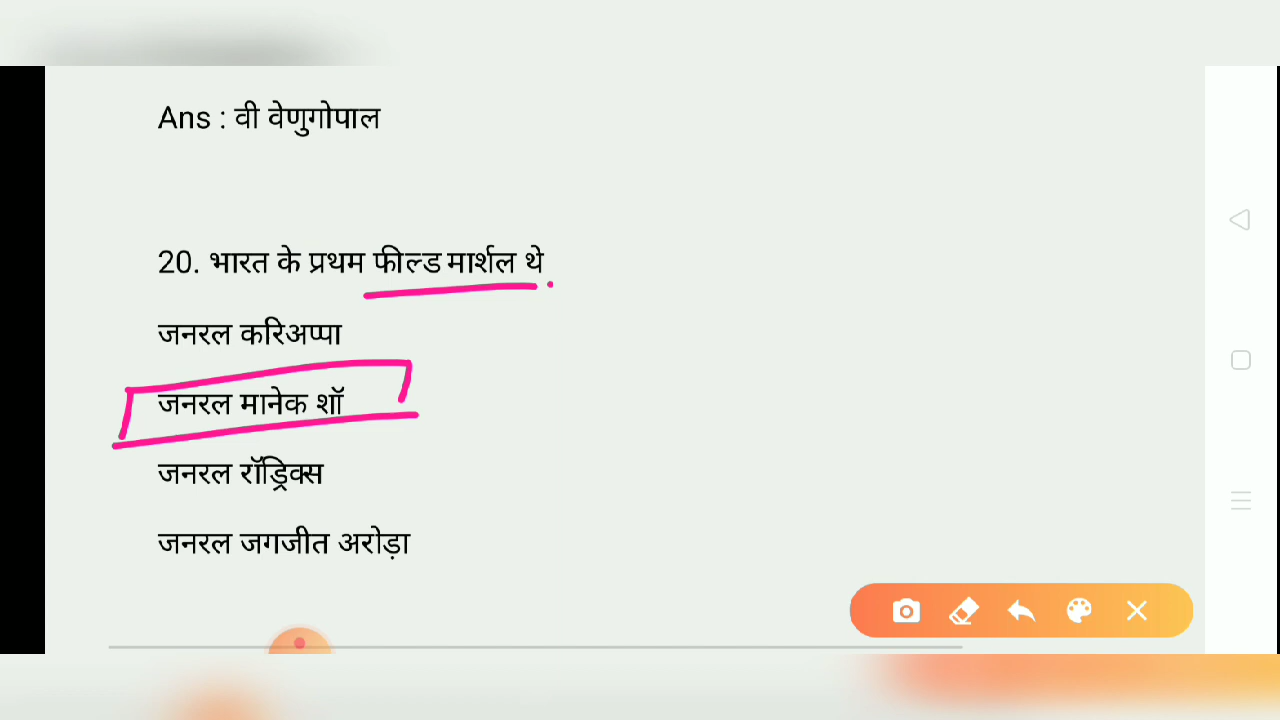 Ans : वी वेणुगोपाल
20. भारत के प्रथम फील्ड मार्शल थे
जनरल करिअप्पा
जनरल मानेक शॉ
जनरल रॉड्रिक्स
जनरल जगजीत अरोड़ा